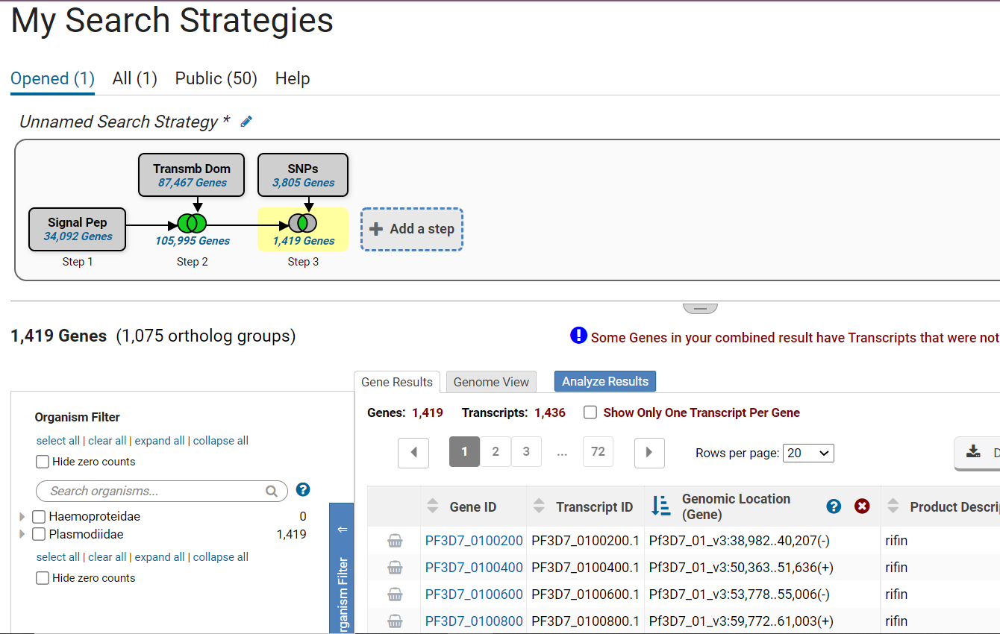 My Search Strategies
Opened (1) All (1) Public (50) Help
Unnamed Search Strategy *
Transmb Dom
87,467 Genes
SNPs
3,805 Genes
Signal Pep
34,092 Genes
105,995 Genes
1,419 Genes
Add a step
Step 1
Step 2
Step 3
1,419 Genes (1,075 ortholog groups)
Some Genes in your combined result have Transcripts that were not
Gene Results Genome View Analyze Results
Organism Filter
select all | clear all | expand all | collapse all
Hide zero counts
Search organisms...
Haemoproteidae 0
Plasmodiidae 1,419
select all | clear all | expand all | collapse all
Hide zero counts
Genes: 1,419 Transcripts: 1,436 Show Only One Transcript Per Gene
1 2 3 ... 72 Rows per page: 20
Gene ID Transcript ID Genomic Location (Gene) Product
PF3D7_0100200 PF3D7_0100200.1 Pf3D7_01_v3:38,982..40,207(-) rifin
PF3D7_0100400 PF3D7_0100400.1 Pf3D7_01_v3:50,363..51,636(+) rifin
PF3D7_0100600 PF3D7_0100600.1 Pf3D7_01_v3:53,778..55,006(-) rifin
PF3D7_0100800 PF3D7_0100800.1 Pf3D7_01_v3:59,772..61,003(+) rifin